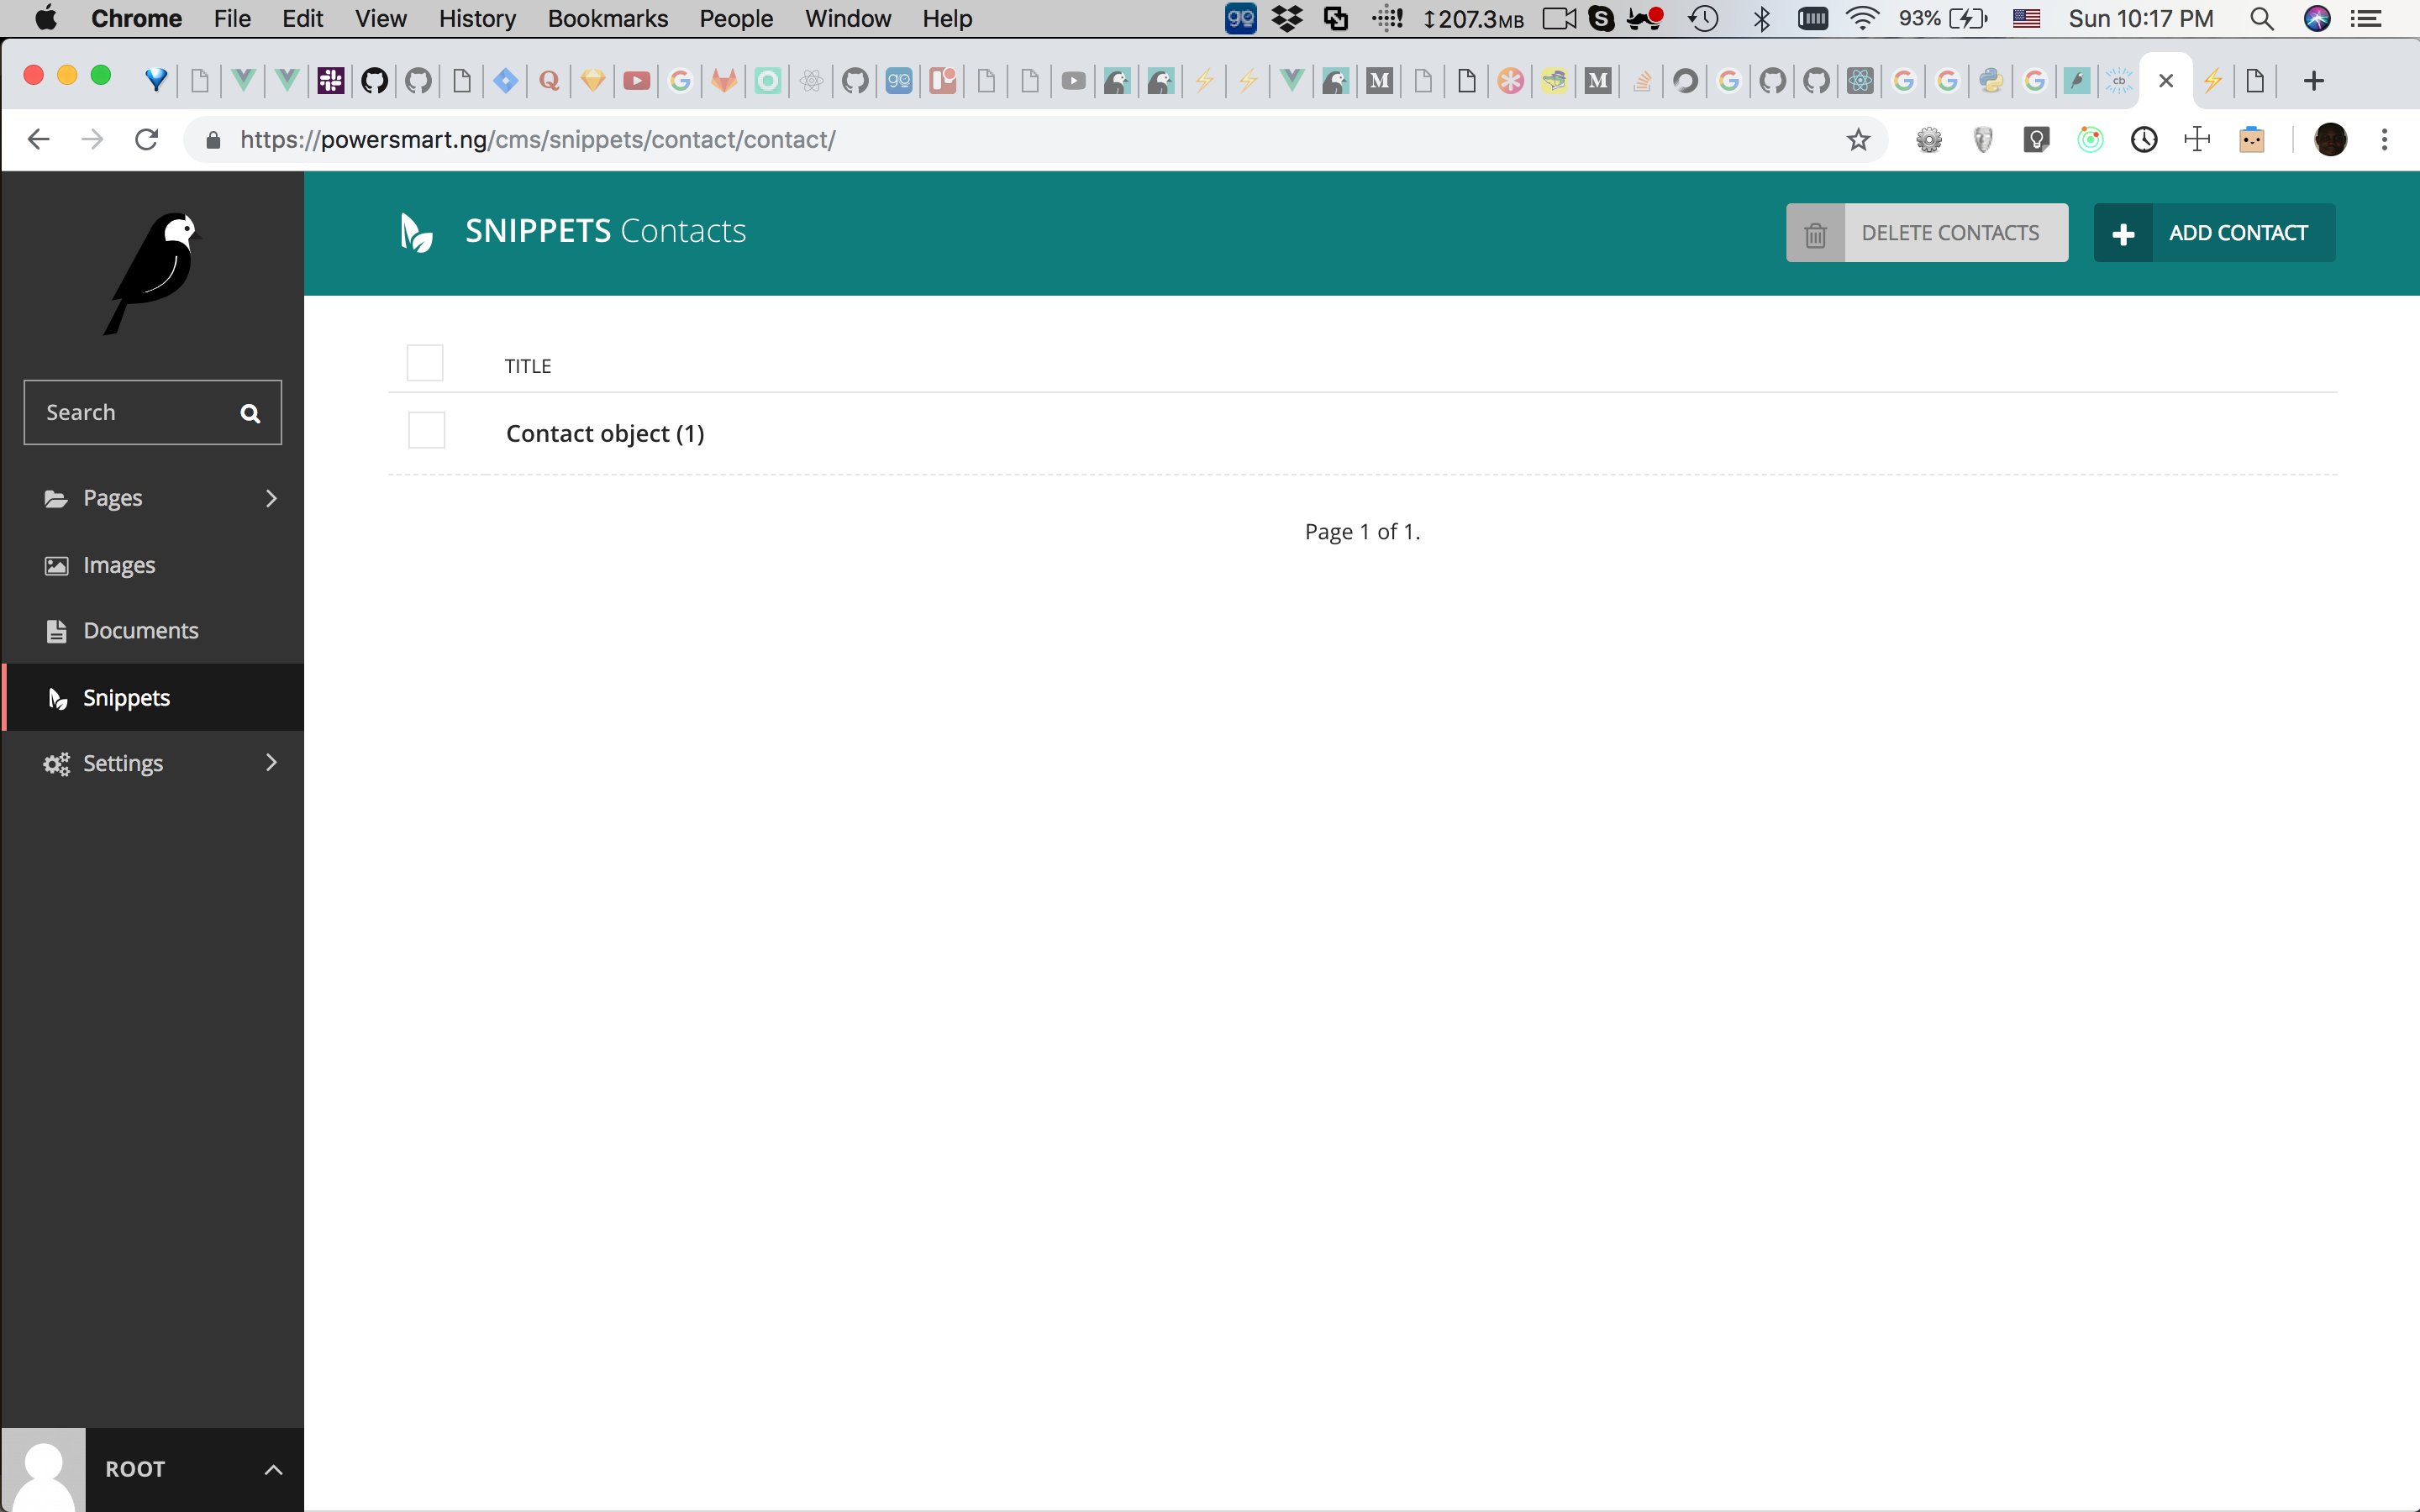 Chrome File Edit View History Bookmarks People Window Help 207.3MB 93% Sun 10:17 PM
https://powersmart.ng/cms/snippets/contact/contact/
SNIPPETS Contacts
DELETE CONTACTS
ADD CONTACT
Search
Pages
Images
Documents
Snippets
Settings
TITLE
Contact object (1)
Page 1 of 1.
ROOT